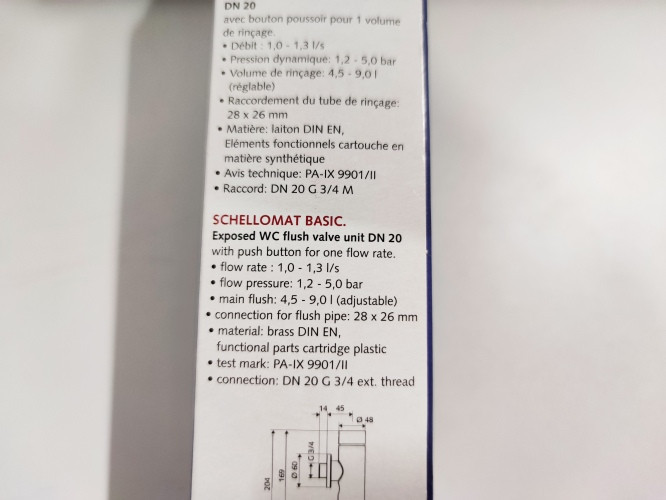 DN 20
avec bouton poussoir pour 1 volume
de rinçage.
• Débit : 1,0 - 1,3 l/s
• Pression dynamique: 1,2 - 5,0 bar
• Volume de rinçage: 4,5 - 9,0 l
(réglable)
• Raccordement du tube de rinçage:
28 x 26 mm
• Matière: laiton DIN EN,
Eléments fonctionnels cartouche en
matière synthétique
• Avis technique: PA-IX 9901/II
• Raccord: DN 20 G 3/4 M
SCHELLOMAT BASIC.
Exposed WC flush valve unit DN 20
with push button for one flow rate.
• flow rate : 1,0 - 1,3 l/s
• flow pressure: 1,2 - 5,0 bar
• main flush: 4,5 - 9,0 l (adjustable)
• connection for flush pipe: 28 x 26 mm
• material: brass DIN EN,
functional parts cartridge plastic
• test mark: PA-IX 9901/II
• connection: DN 20 G 3/4 ext. thread
14 45
Ø 48
204
169
Ø 60
G 3/4